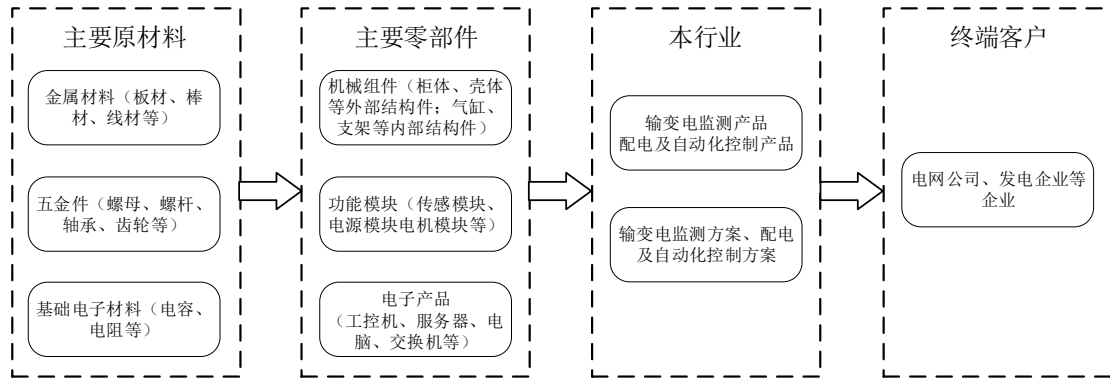 主要原材料
金属材料（板材、棒
材、线材等）
五金件（螺母、螺杆、
轴承、齿轮等）
基础电子材料（电容、
电阻等）
主要零部件
机械组件（柜体、壳体
等外部结构件；气缸、
支架等内部结构件）
功能模块（传感模块、
电源模块电机模块等）
电子产品
（工控机、服务器、电
脑、交换机等）
本行业
输变电监测产品
配电及自动化控制产品
输变电监测方案、配电
及自动化控制方案
终端客户
电网公司、发电企业等
企业